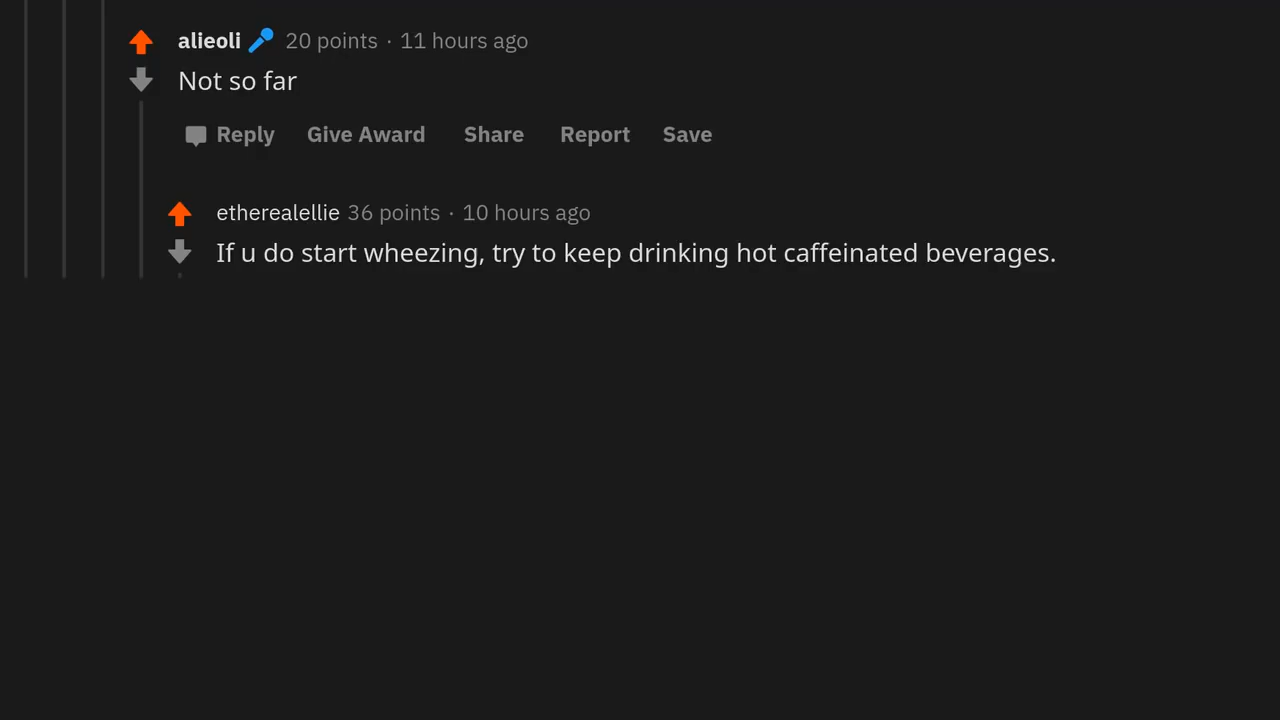 alieoli 🎤 20 points · 11 hours ago
Not so far
Reply Give Award Share Report Save
etherealellie 36 points · 10 hours ago
If u do start wheezing, try to keep drinking hot caffeinated beverages.